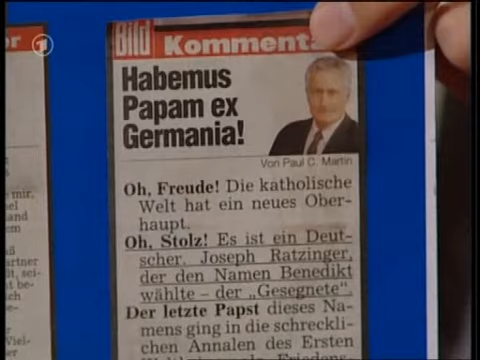 1
or
Bild Kommentar
Habemus
Papam ex
Germania!
Von Paul C. Martin
Oh, Freude! Die katholische
Welt hat ein neues Ober-
haupt.
Oh, Stolz! Es ist ein Deut-
scher. Joseph Ratzinger,
der den Namen Benedikt
wählte – der „Gesegnete“.
Der letzte Papst dieses Na-
mens ging in die schreckli-
chen Annalen des Ersten